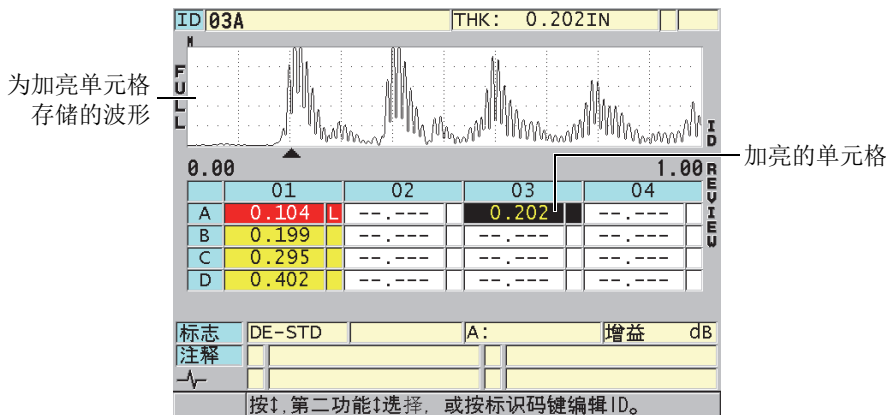 ID 03A THK: 0.202IN
FULL
为加亮单元格
存储的波形
ID REVIEW
0.00 1.00
加亮的单元格
01 02 03 04
A 0.104 L --.--- 0.202 --.---
B 0.199 --.--- --.--- --.---
C 0.295 --.--- --.--- --.---
D 0.402 --.--- --.--- --.---
标志 DE-STD A: 增益 dB
注释
按↕,第二功能↕选择, 或按标识码键编辑ID。